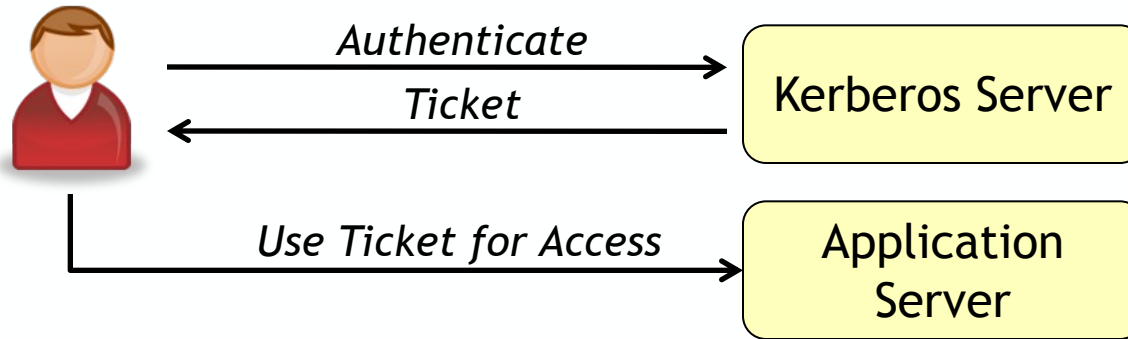 Authenticate
Ticket
Kerberos Server
Use Ticket for Access
Application
Server